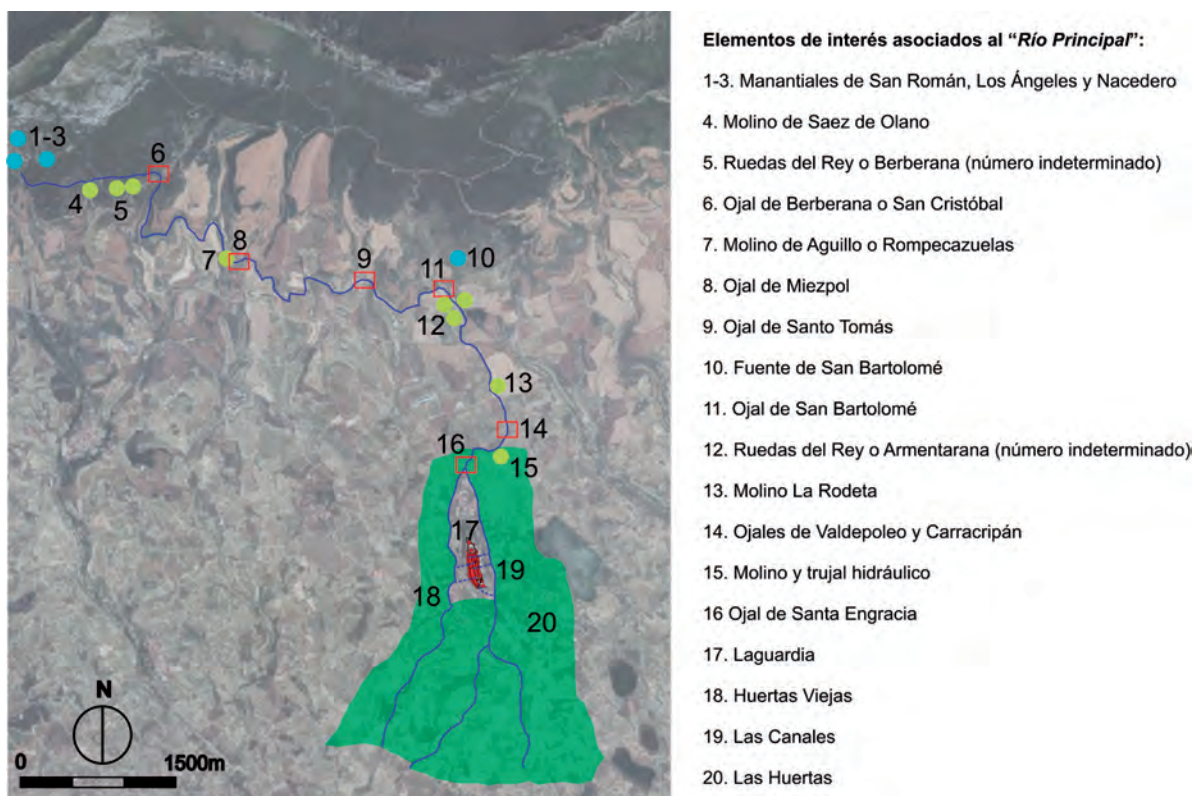 1-3
6
4
5
7
8
9
11
10
12
13
14
16
15
17
19
18
20
N
0
1500m
Elementos de interés asociados al “Río Principal”:
1-3. Manantiales de San Román, Los Ángeles y Nacedero
4. Molino de Saez de Olano
5. Ruedas del Rey o Berberana (número indeterminado)
6. Ojal de Berberana o San Cristóbal
7. Molino de Aguillo o Rompecazuelas
8. Ojal de Miezpol
9. Ojal de Santo Tomás
10. Fuente de San Bartolomé
11. Ojal de San Bartolomé
12. Ruedas del Rey o Armentarana (número indeterminado)
13. Molino La Rodeta
14. Ojales de Valdepoleo y Carracripán
15. Molino y trujal hidráulico
16 Ojal de Santa Engracia
17. Laguardia
18. Huertas Viejas
19. Las Canales
20. Las Huertas